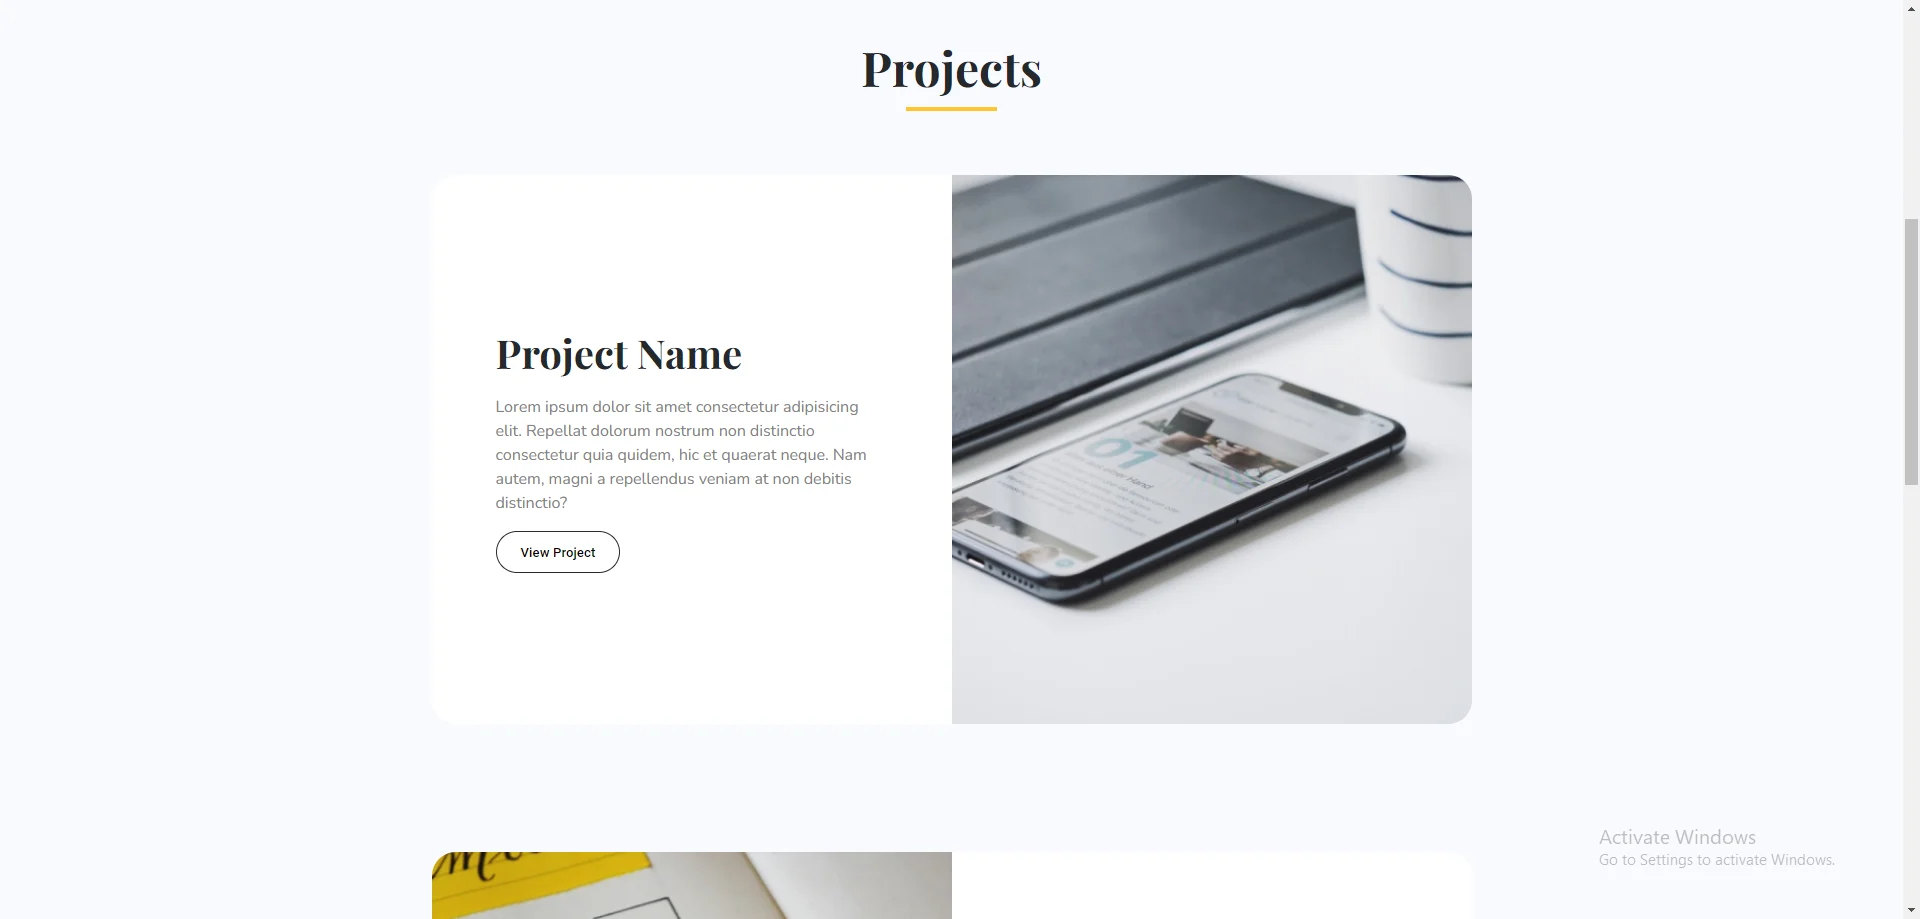 Projects
Project Name
Lorem ipsum dolor sit amet consectetur adipisicing
elit. Repellat dolorum nostrum non distinctio
consectetur quia quidem, hic et quaerat neque. Nam
autem, magni a repellendus veniam at non debitis
distinctio?
View Project
01
Activate Windows
Go to Settings to activate Windows.